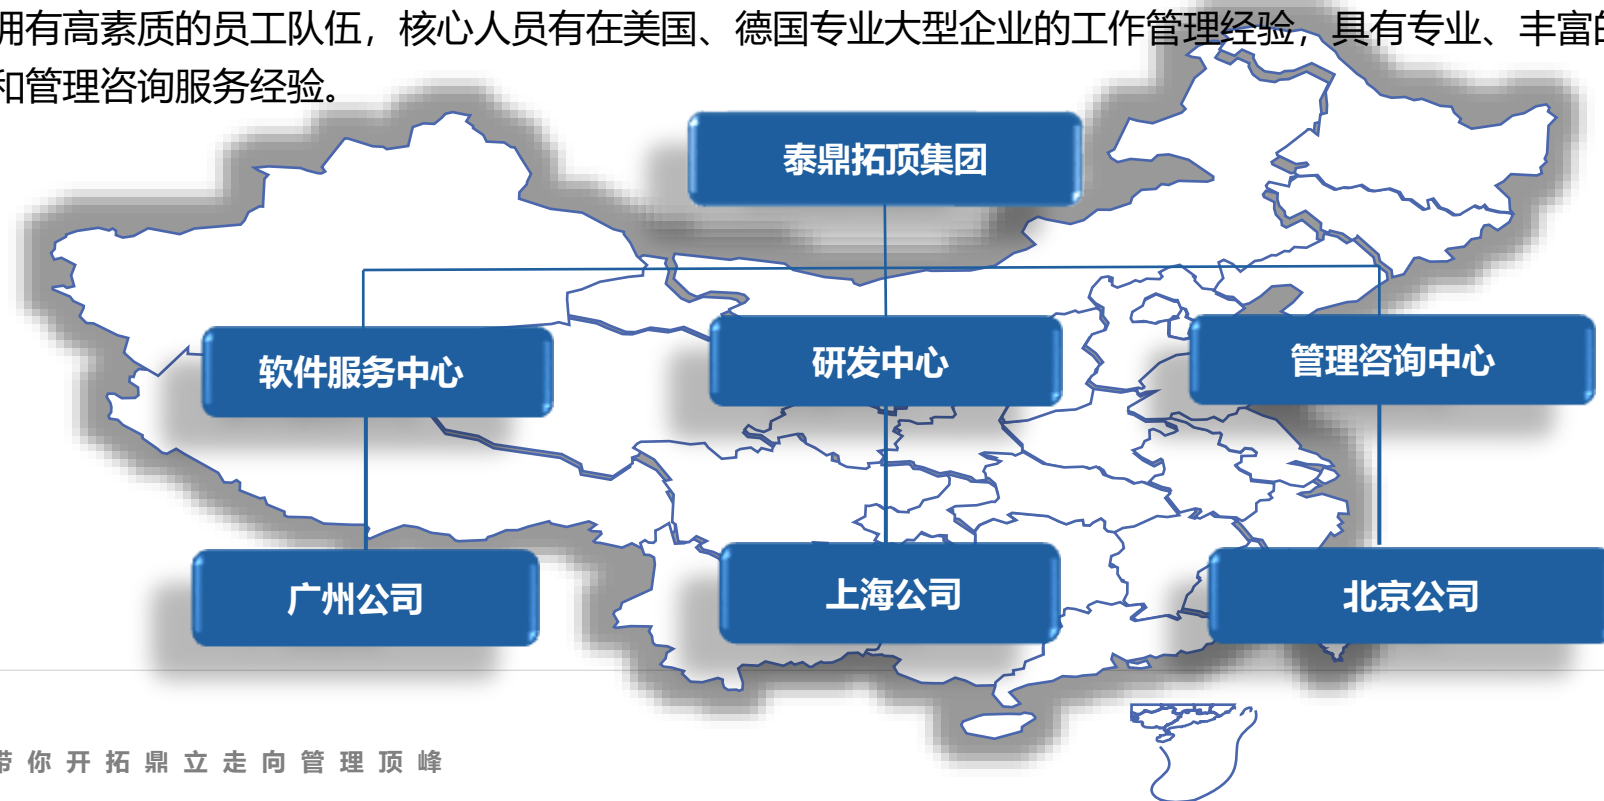 拥有高素质的员工队伍，核心人员有在美国、德国专业大型企业的工作管理经验，具有专业、丰富的
和管理咨询服务经验。
泰鼎拓顶集团
软件服务中心
研发中心
管理咨询中心
广州公司
上海公司
北京公司
带你开拓鼎立走向管理顶峰